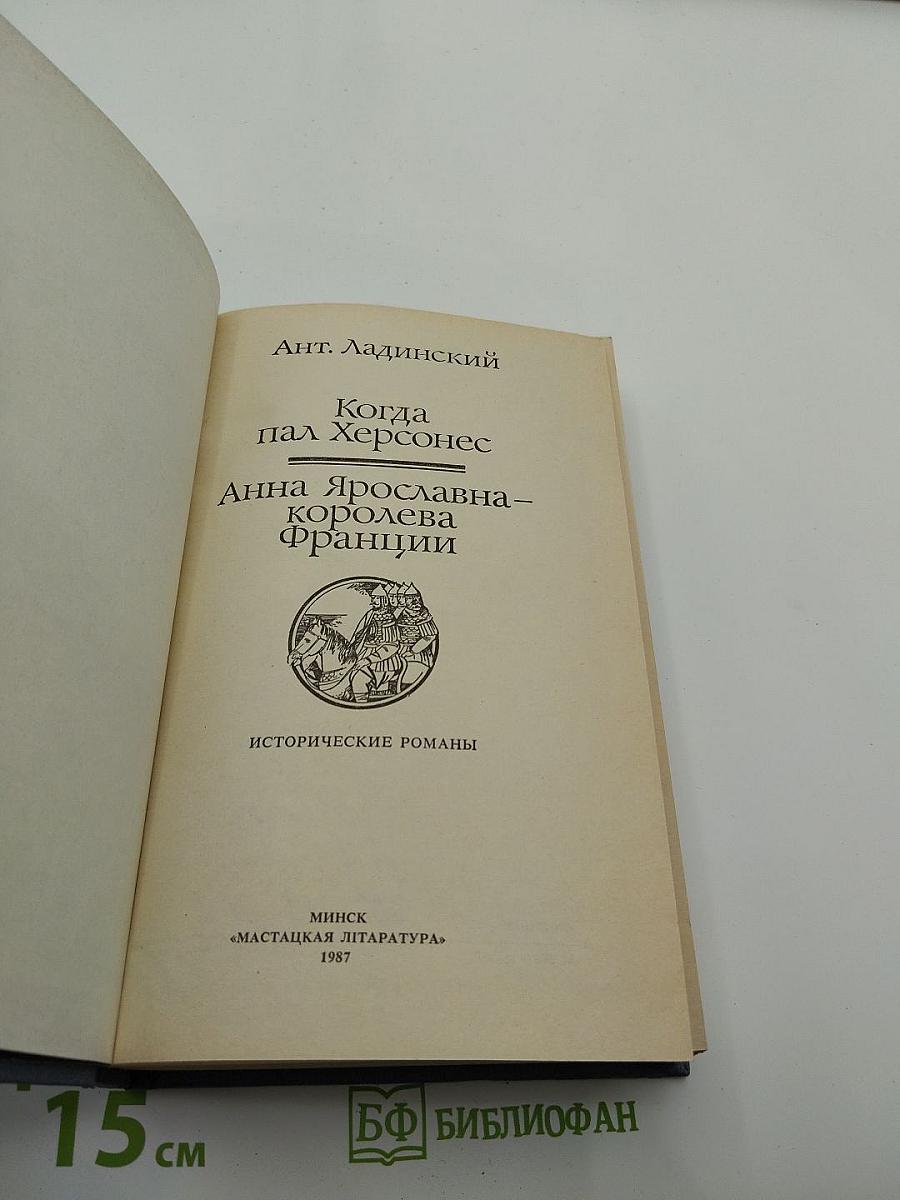 Ант. Ладинский
Когда
пал Херсонес
Анна Ярославна —
королева
Франции
ИСТОРИЧЕСКИЕ РОМАНЫ
МИНСК
«МАСТАЦКАЯ ЛІТАРАТУРА»
1987
15 см
БФ БИБЛИОФАН